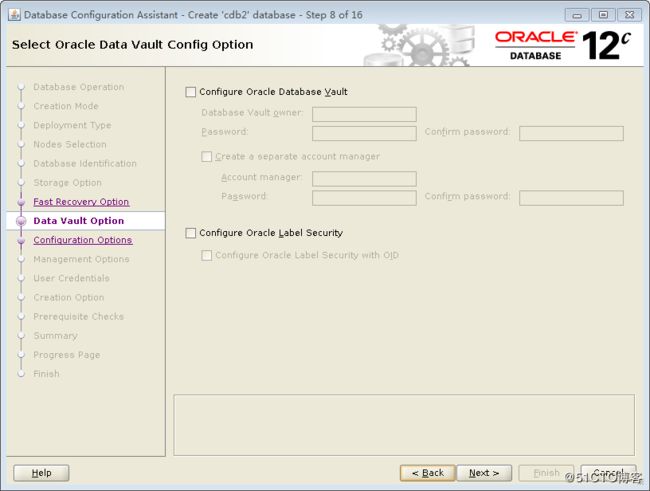 Database Configuration Assistant - Create 'cdb2' database - Step 8 of 16
Select Oracle Data Vault Config Option
ORACLE
DATABASE
12c
Database Operation
Creation Mode
Deployment Type
Nodes Selection
Database Identification
Storage Option
Fast Recovery Option
Data Vault Option
Configuration Options
Management Options
User Credentials
Creation Option
Prerequisite Checks
Summary
Progress Page
Finish
Configure Oracle Database Vault
Database Vault owner:
Password: Confirm password:
Create a separate account manager
Account manager:
Password: Confirm password:
Configure Oracle Label Security
Configure Oracle Label Security with OID
Help
< Back
Next >
Finish
Cancel
@51CTO博客